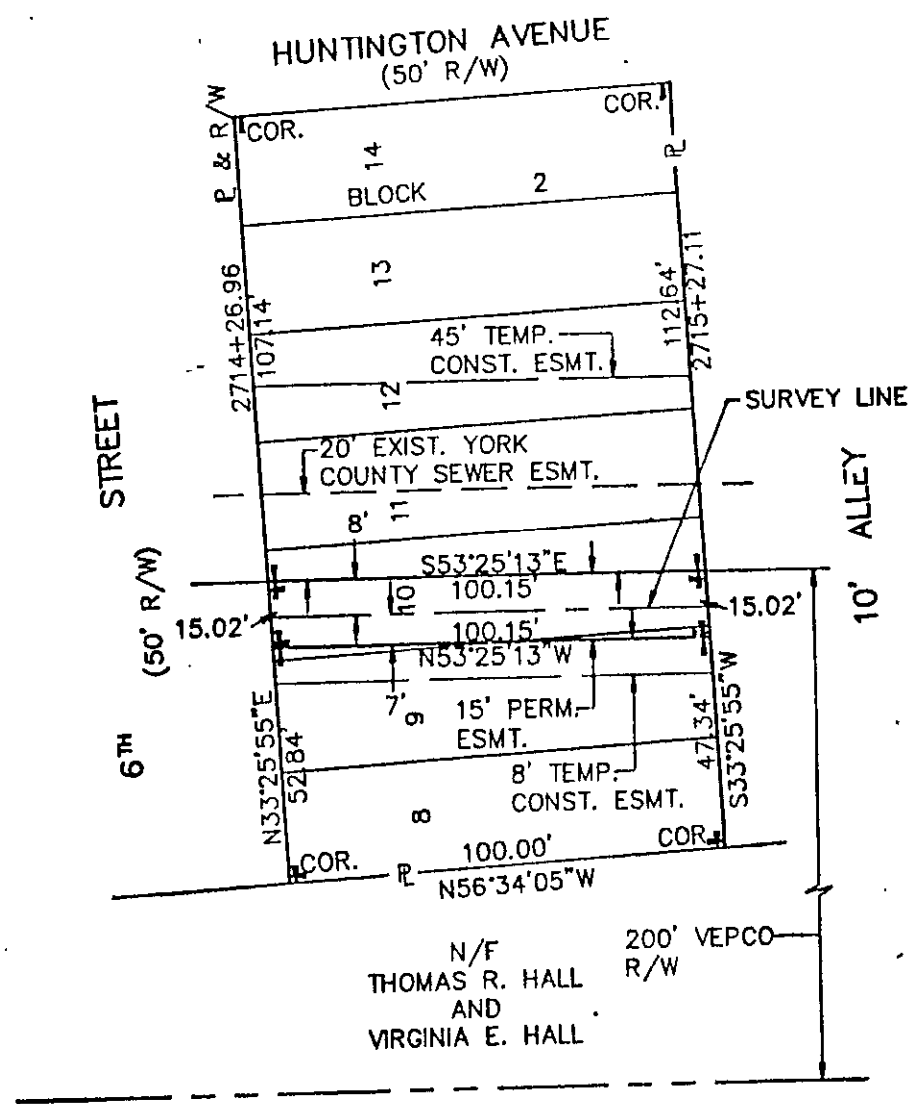 HUNTINGTON AVENUE
(50' R/W)
COR.
COR.
P & R/W
PL
14
BLOCK 2
13
2714+26.96
107.14'
112.64'
2715+27.11
45' TEMP.
CONST. ESMT.
12
SURVEY LINE
20' EXIST. YORK
COUNTY SEWER ESMT.
11
STREET
(50' R/W)
6TH
10' ALLEY
8'
S53°25'13"E
100.15'
10
15.02'
15.02'
100.15'
N53°25'13"W
7'
9
15' PERM.
ESMT.
N33°25'55"E
52.84'
47.34'
S33°25'55"W
8' TEMP.
CONST. ESMT.
8
COR.
COR.
100.00'
PL
N56°34'05"W
N/F
THOMAS R. HALL
AND
VIRGINIA E. HALL
200' VEPCO
R/W